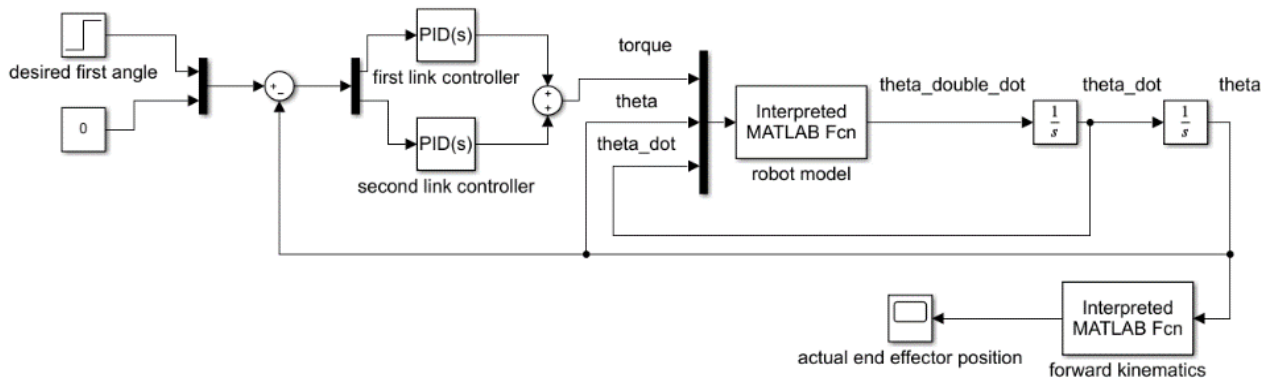 desired first angle
0
+
−
PID(s)
first link controller
PID(s)
second link controller
+
+
torque
theta
theta_dot
Interpreted
MATLAB Fcn
robot model
theta_double_dot
1
s
theta_dot
1
s
theta
actual end effector position
Interpreted
MATLAB Fcn
forward kinematics